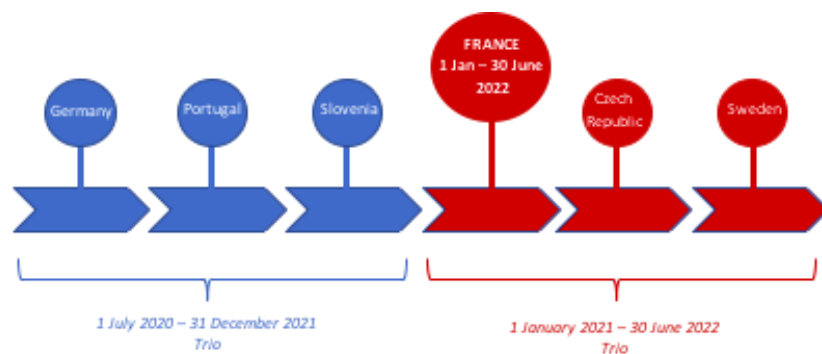 FRANCE
1 Jan – 30 June
2022
Germany
Portugal
Slovenia
Czech
Republic
Sweden
1 July 2020 – 31 December 2021
Trio
1 January 2021 – 30 June 2022
Trio